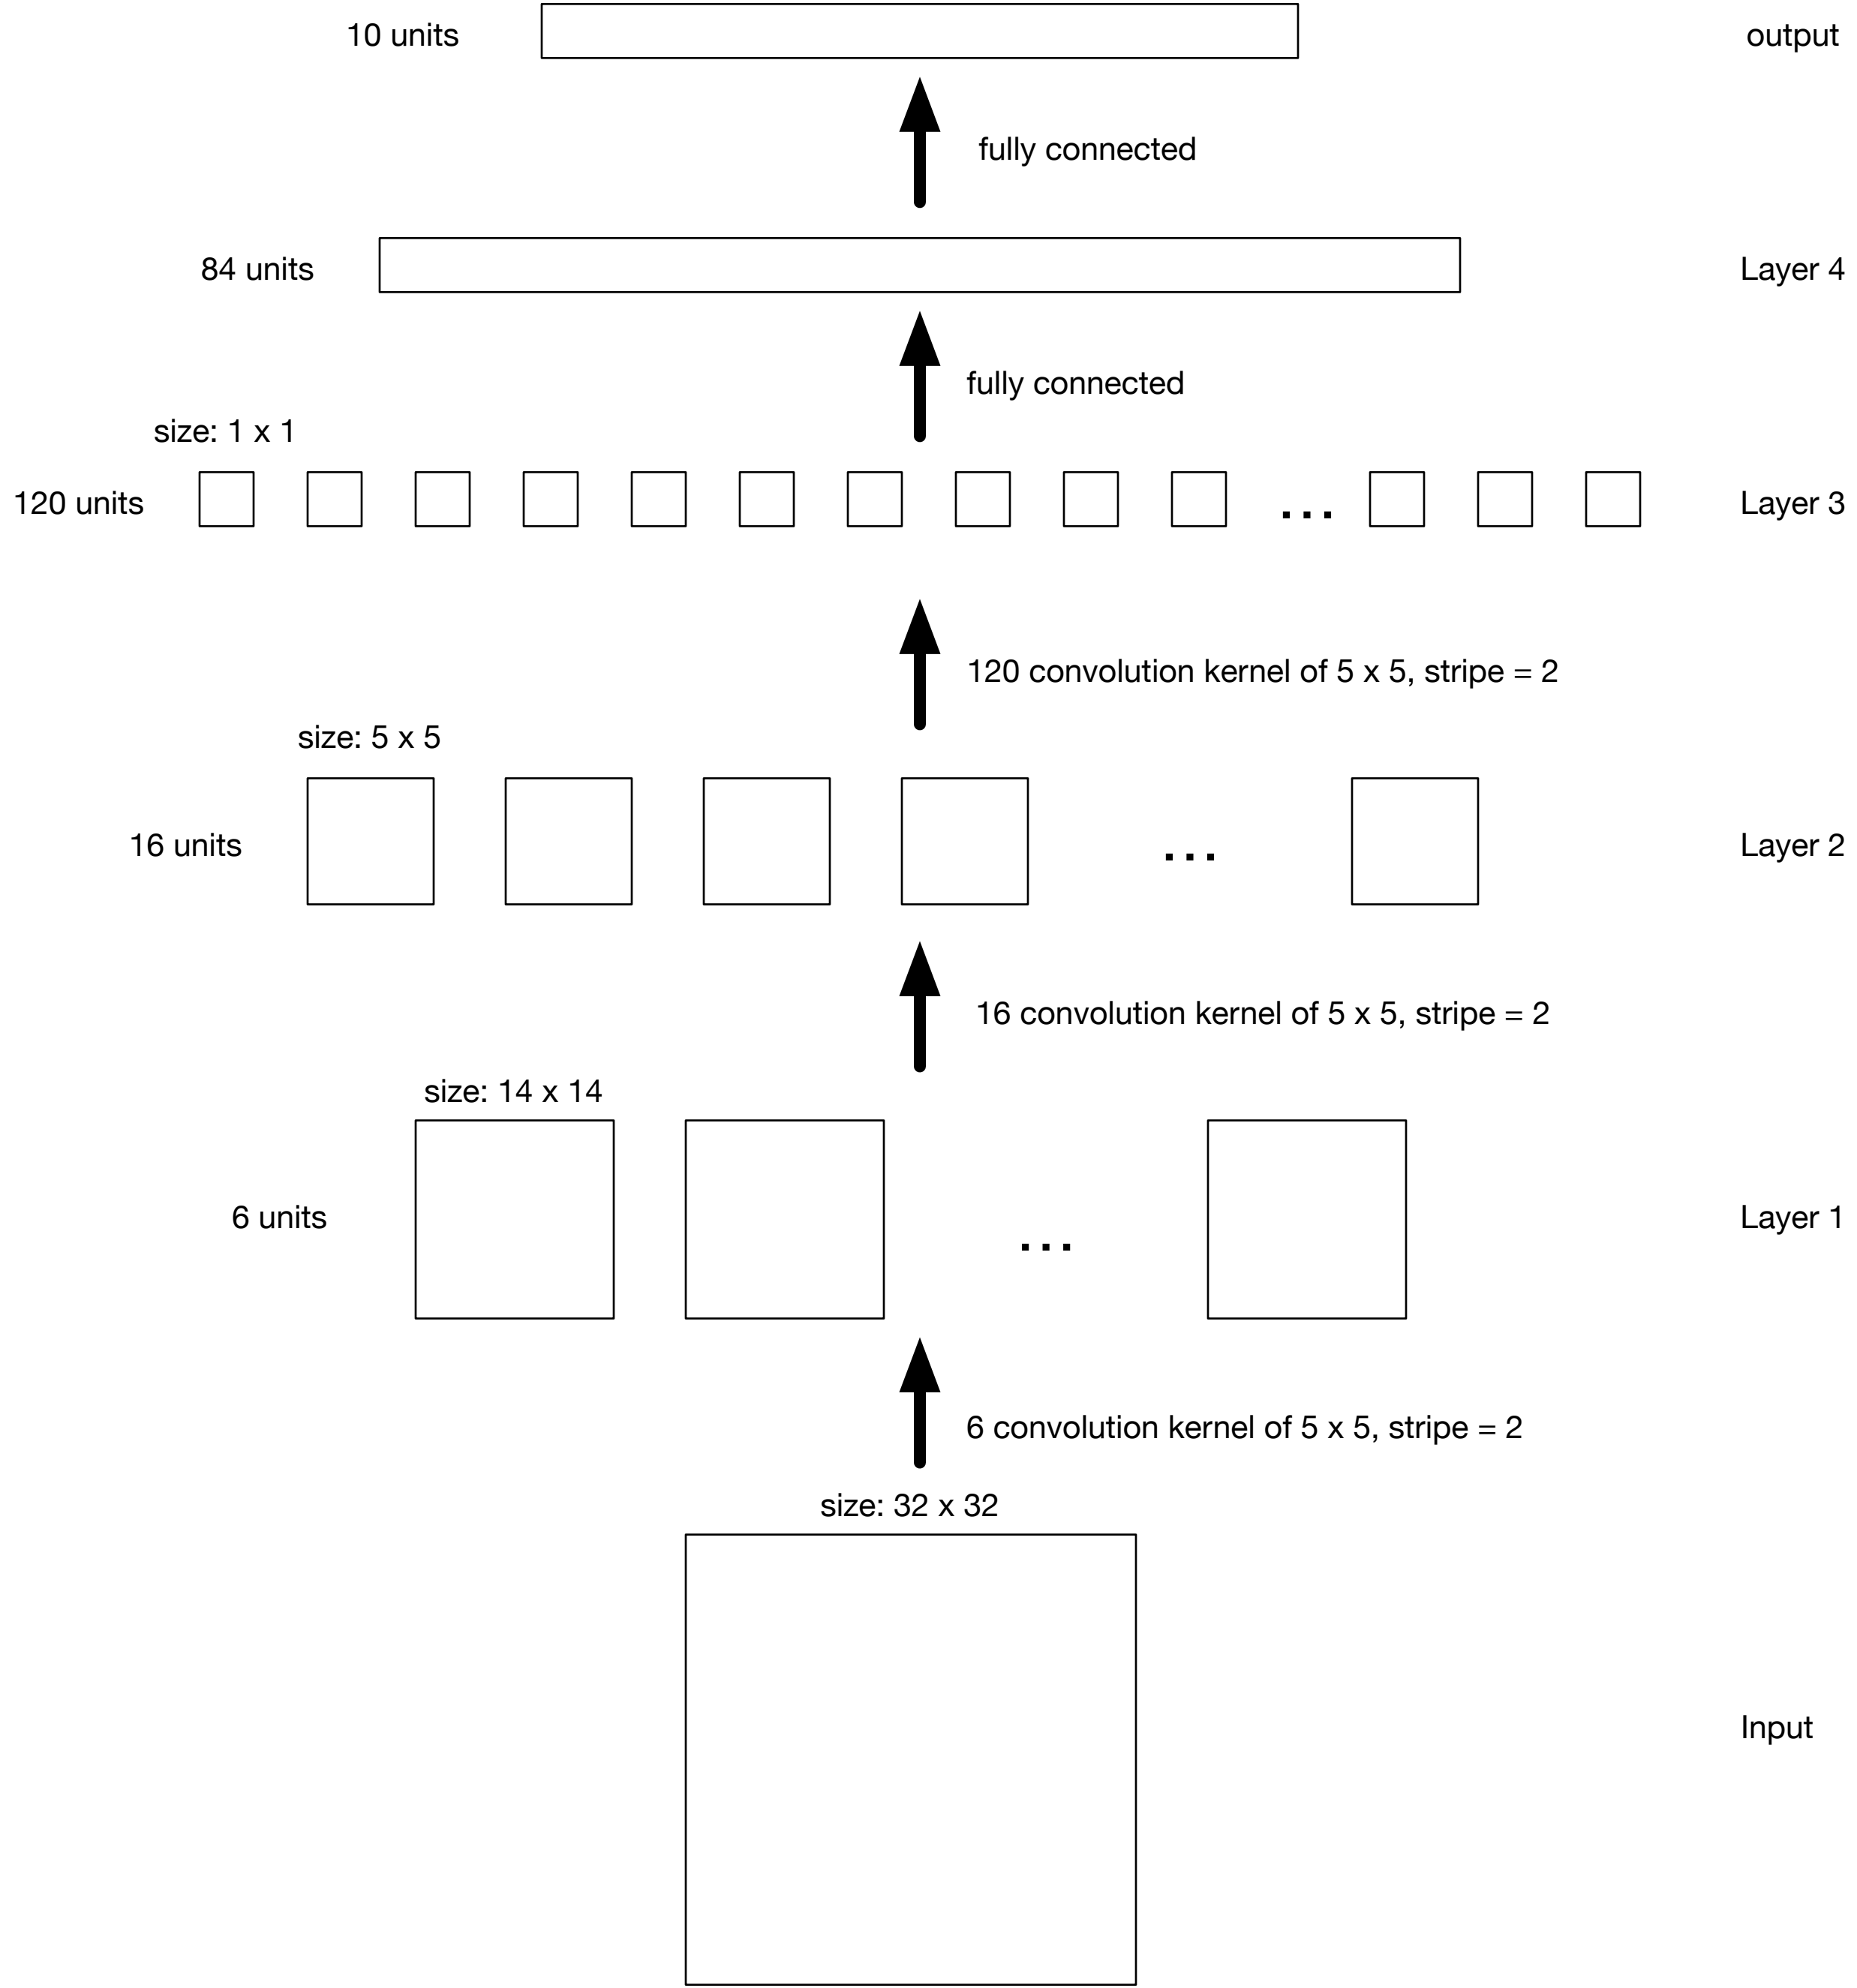 10 units
output
fully connected
84 units
Layer 4
fully connected
size: 1 x 1
120 units
...
Layer 3
120 convolution kernel of 5 x 5, stripe = 2
size: 5 x 5
16 units
...
Layer 2
16 convolution kernel of 5 x 5, stripe = 2
size: 14 x 14
6 units
...
Layer 1
6 convolution kernel of 5 x 5, stripe = 2
size: 32 x 32
Input